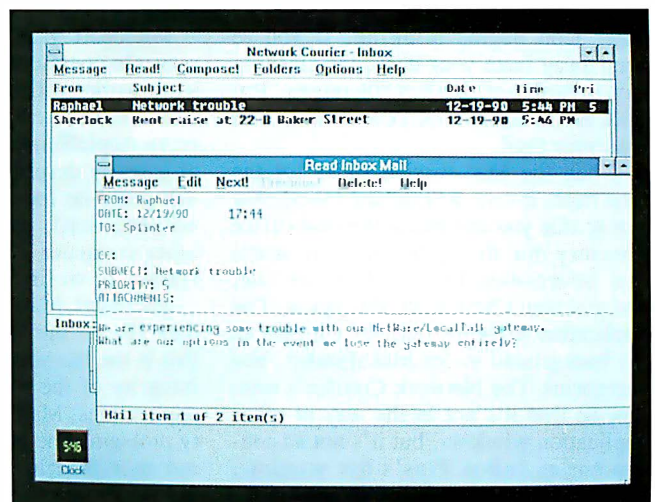 Network Courier - Inbox
Message Read! Compose! Folders Options Help
From Subject Date Time Pri
Raphael Network trouble 12-19-90 5:44 PM 5
Sherlock Rent raise at 22-B Baker Street 12-19-90 5:46 PM
Read Inbox Mail
Message Edit Next! Delete! Help
FROM: Raphael
DATE: 12/19/90 17:44
TO: Splinter
CC:
SUBJECT: Network trouble
PRIORITY: 5
ATTACHMENTS:
Inbox:
We are experiencing some trouble with our NetWare/LocalTalk gateway.
What are our options in the event we lose the gateway entirely?
Mail item 1 of 2 item(s)
5:46
Clock